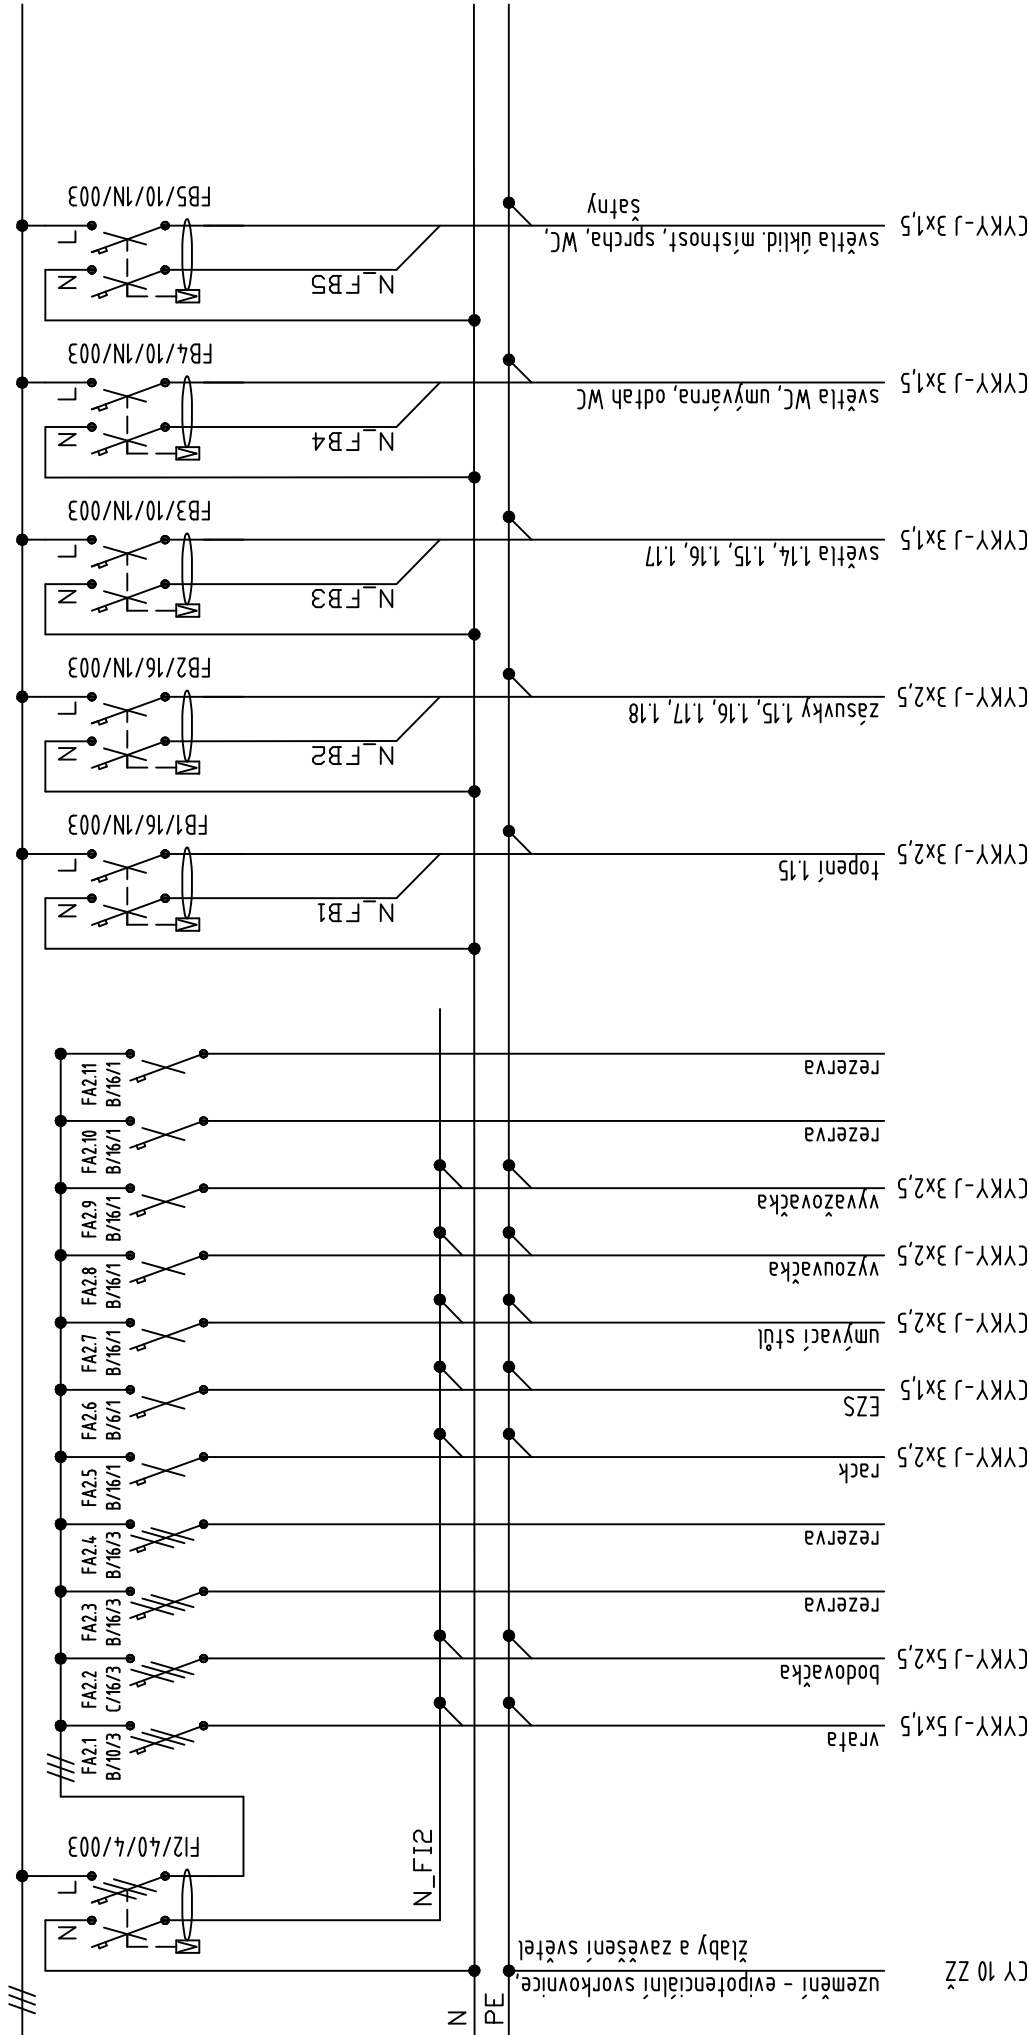 CY 10 ZŽ
uzemění - evipotenciální svorkovnice,
žlaby a zavěšení světel
PE
N
N_FI2
N
L
FI2/40/4/003
CYKY-J 5x1,5
vrata
FA2.1
B/10/3
CYKY-J 5x2,5
bodovačka
FA2.2
C/16/3
rezerva
FA2.3
B/16/3
rezerva
FA2.4
B/16/3
CYKY-J 3x2,5
rack
FA2.5
B/16/1
CYKY-J 3x1,5
EZS
FA2.6
B/6/1
CYKY-J 3x2,5
umývací stůl
FA2.7
B/16/1
CYKY-J 3x2,5
vyzouvačka
FA2.8
B/16/1
CYKY-J 3x2,5
vyvažovačka
FA2.9
B/16/1
rezerva
FA2.10
B/16/1
rezerva
FA2.11
B/16/1
CYKY-J 3x2,5
topení 1.15
N_FB1
N
L
FB1/16/1N/003
CYKY-J 3x2,5
zásuvky 1.15, 1.16, 1.17, 1.18
N_FB2
N
L
FB2/16/1N/003
CYKY-J 3x1,5
světla 1.14, 1.15, 1.16, 1.17
N_FB3
N
L
FB3/10/1N/003
CYKY-J 3x1,5
světla WC, umývárna, odtah WC
N_FB4
N
L
FB4/10/1N/003
CYKY-J 3x1,5
světla úklid. místnost, sprcha, WC,
šatny
N_FB5
N
L
FB5/10/1N/003